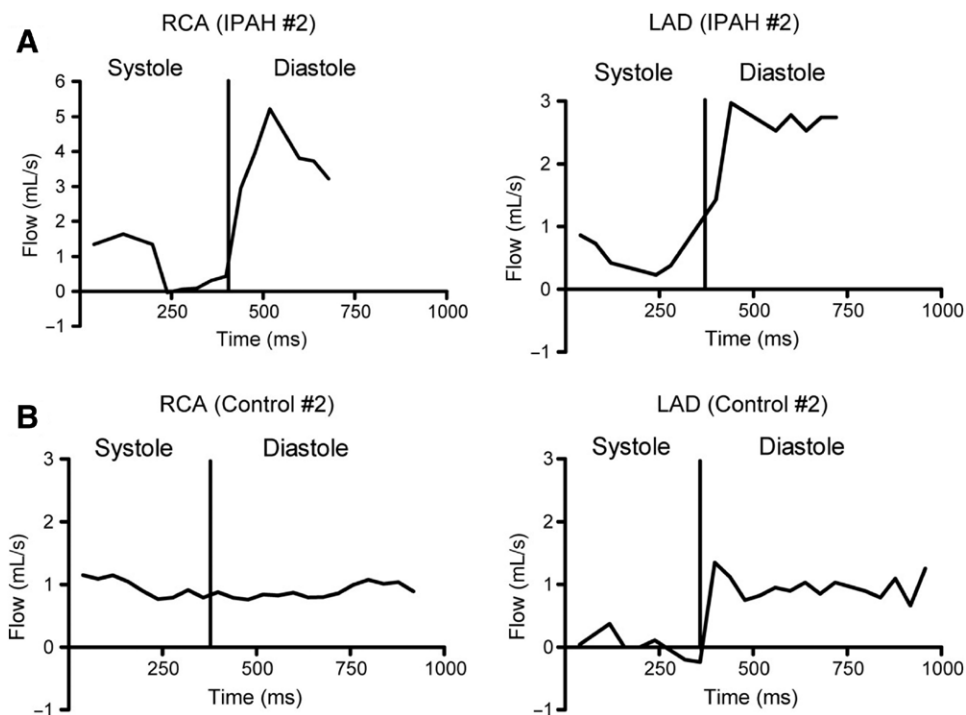 A
RCA (IPAH #2)
Systole
Diastole
6
5
4
3
2
1
0
−1
Flow (mL/s)
250
500
750
1000
Time (ms)
LAD (IPAH #2)
Systole
Diastole
3
2
1
0
−1
Flow (mL/s)
250
500
750
1000
Time (ms)
B
RCA (Control #2)
Systole
Diastole
3
2
1
0
−1
Flow (mL/s)
250
500
750
1000
Time (ms)
LAD (Control #2)
Systole
Diastole
3
2
1
0
−1
Flow (mL/s)
250
500
750
1000
Time (ms)